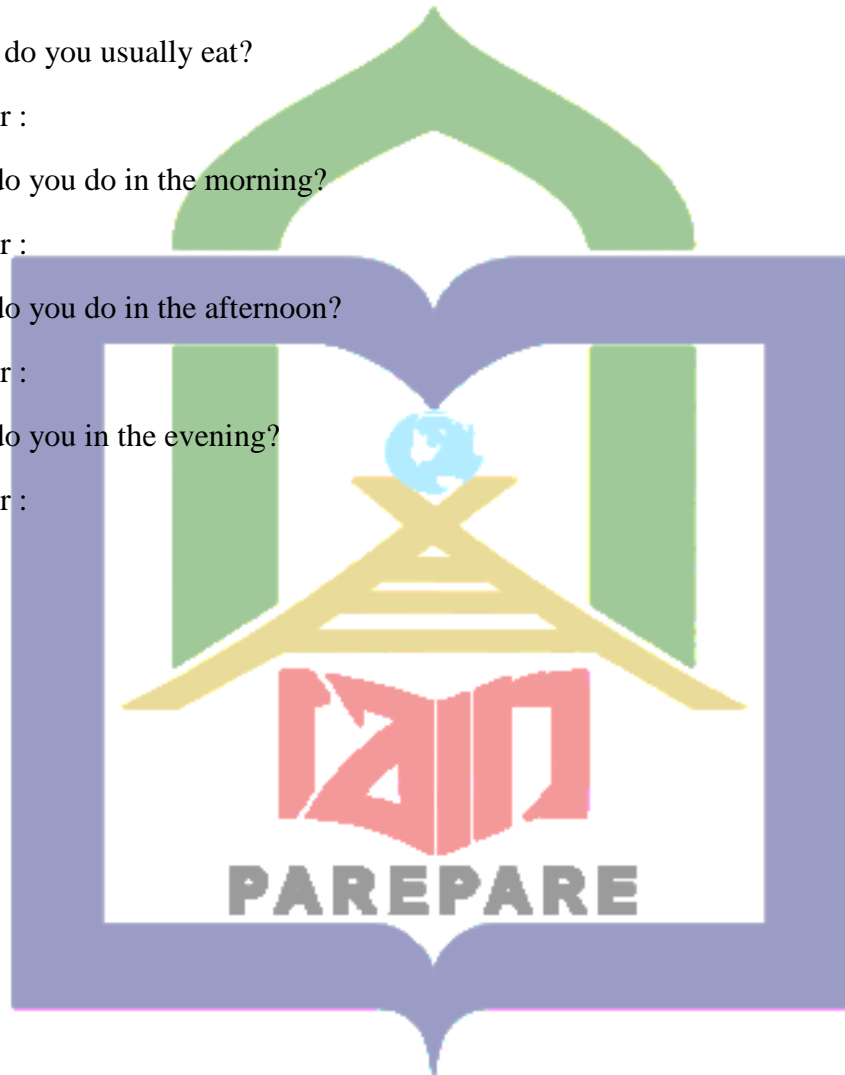 do you usually eat?
r :
do you do in the morning?
r :
do you do in the afternoon?
r :
do you in the evening?
r :
iain
PAREPARE